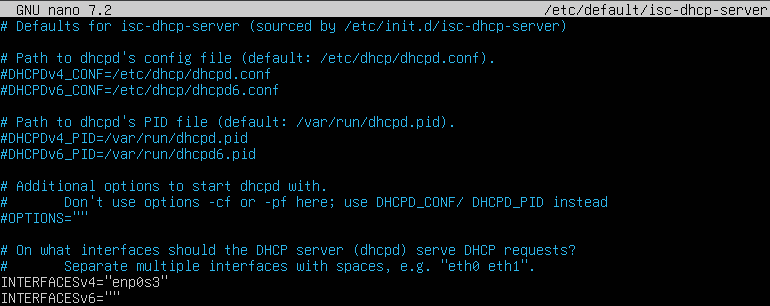 GNU nano 7.2 /etc/default/isc-dhcp-server
# Defaults for isc-dhcp-server (sourced by /etc/init.d/isc-dhcp-server)
# Path to dhcpd's config file (default: /etc/dhcp/dhcpd.conf).
#DHCPDv4_CONF=/etc/dhcp/dhcpd.conf
#DHCPDv6_CONF=/etc/dhcp/dhcpd6.conf
# Path to dhcpd's PID file (default: /var/run/dhcpd.pid).
#DHCPDv4_PID=/var/run/dhcpd.pid
#DHCPDv6_PID=/var/run/dhcpd6.pid
# Additional options to start dhcpd with.
#       Don't use options -cf or -pf here; use DHCPD_CONF/ DHCPD_PID instead
#OPTIONS=""
# On what interfaces should the DHCP server (dhcpd) serve DHCP requests?
#       Separate multiple interfaces with spaces, e.g. "eth0 eth1".
INTERFACESv4="enp0s3"
INTERFACESv6=""